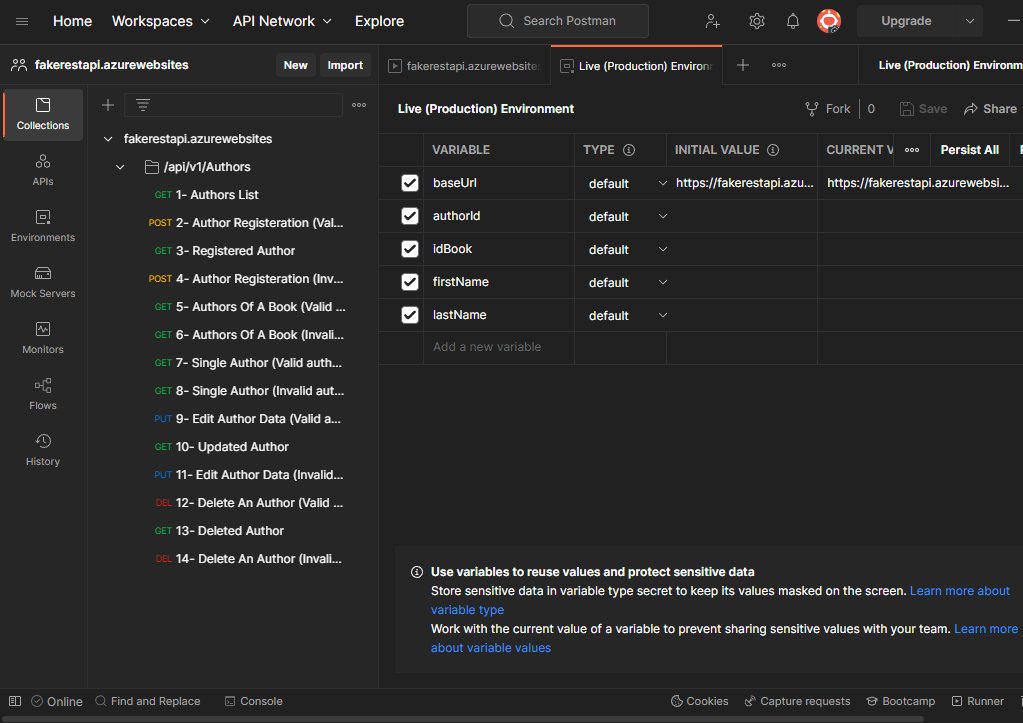 Home Workspaces API Network Explore Search Postman Upgrade
fakerestapi.azurewebsites New Import fakerestapi.azurewebsite Live (Production) Environ Live (Production) Environm
Collections
APIs
Environments
Mock Servers
Monitors
Flows
History
fakerestapi.azurewebsites
/api/v1/Authors
GET 1- Authors List
POST 2- Author Registeration (Val...
GET 3- Registered Author
POST 4- Author Registeration (Inv...
GET 5- Authors Of A Book (Valid ...
GET 6- Authors Of A Book (Invali...
GET 7- Single Author (Valid auth...
GET 8- Single Author (Invalid aut...
PUT 9- Edit Author Data (Valid a...
GET 10- Updated Author
PUT 11- Edit Author Data (Invalid...
DEL 12- Delete An Author (Valid ...
GET 13- Deleted Author
DEL 14- Delete An Author (Invali...
Live (Production) Environment Fork 0 Save Share
VARIABLE TYPE INITIAL VALUE CURRENT V Persist All
baseUrl default https://fakerestapi.azu... https://fakerestapi.azurewebsi...
authorId default
idBook default
firstName default
lastName default
Add a new variable
Use variables to reuse values and protect sensitive data
Store sensitive data in variable type secret to keep its values masked on the screen. Learn more about
variable type
Work with the current value of a variable to prevent sharing sensitive values with your team. Learn more
about variable values
Online Find and Replace Console Cookies Capture requests Bootcamp Runner